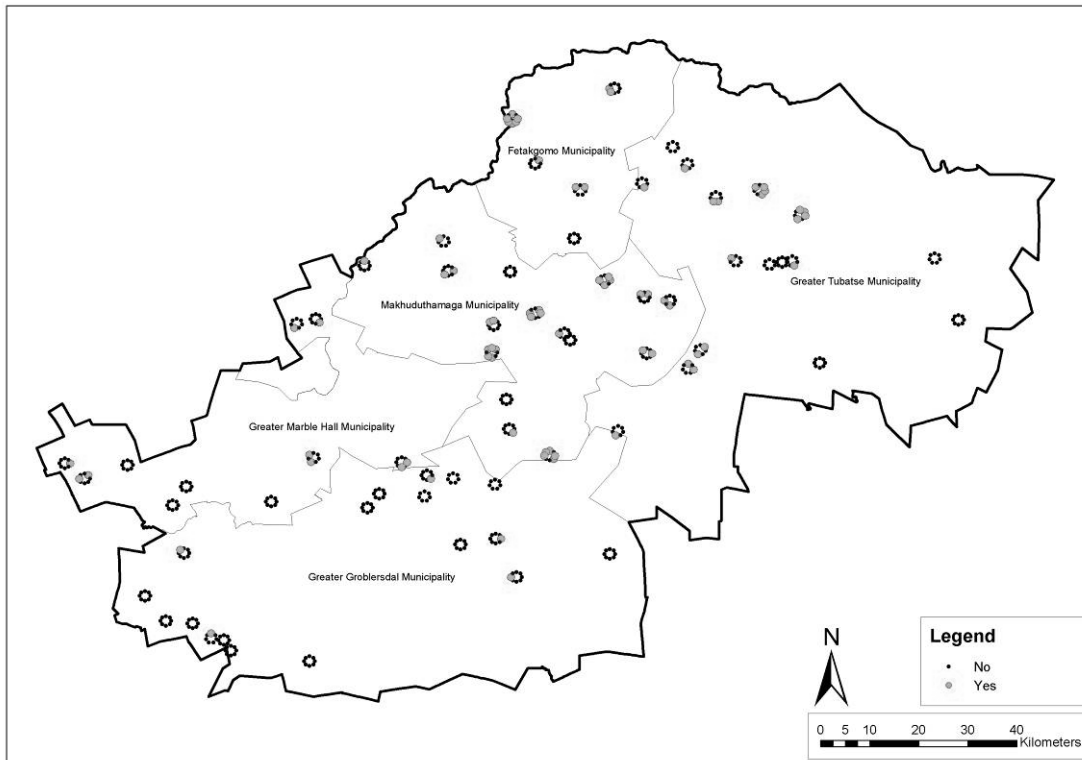 Fetakgomo Municipality
Greater Tubatse Municipality
Makhuduthamaga Municipality
Greater Marble Hall Municipality
Greater Groblersdal Municipality
N
Legend
No
Yes
0 5 10 20 30 40
Kilometers